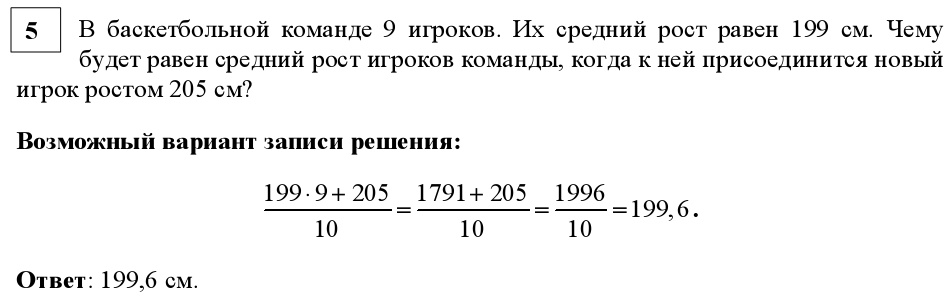 5 В баскетбольной команде 9 игроков. Их средний рост равен 199 см. Чему
будет равен средний рост игроков команды, когда к ней присоединится новый
игрок ростом 205 см?
Возможный вариант записи решения:
(199·9+205)/10 = (1791+205)/10 = 1996/10 = 199,6.
Ответ: 199,6 см.